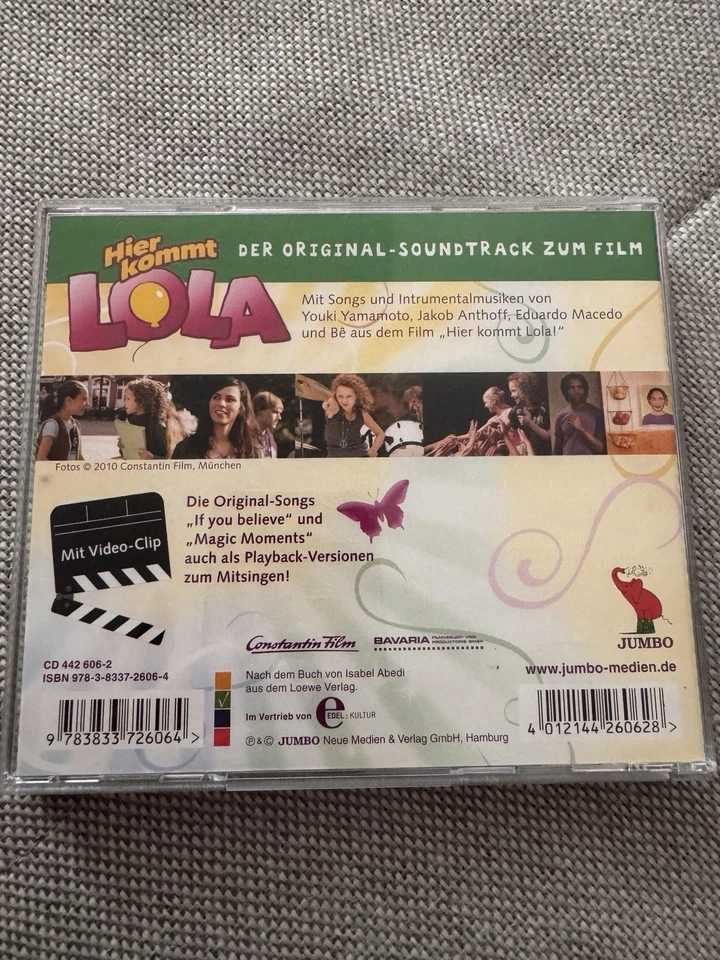 Hier
kommt
LOLA
DER ORIGINAL-SOUNDTRACK ZUM FILM
Mit Songs und Intrumentalmusiken von
Youki Yamamoto, Jakob Anthoff, Eduardo Macedo
und Bê aus dem Film „Hier kommt Lola!“
Fotos © 2010 Constantin Film, München
Mit Video-Clip
Die Original-Songs
„If you believe“ und
„Magic Moments“
auch als Playback-Versionen
zum Mitsingen!
Constantin Film
BAVARIA FILMVERLEIH- UND
PRODUKTIONS-GMBH
JUMBO
www.jumbo-medien.de
CD 442 606-2
ISBN 978-3-8337-2606-4
9 783833 726064 >
Nach dem Buch von Isabel Abedi
aus dem Loewe Verlag.
Im Vertrieb von e EDEL:KULTUR
℗ & © JUMBO Neue Medien & Verlag GmbH, Hamburg
4 012144 260628 >